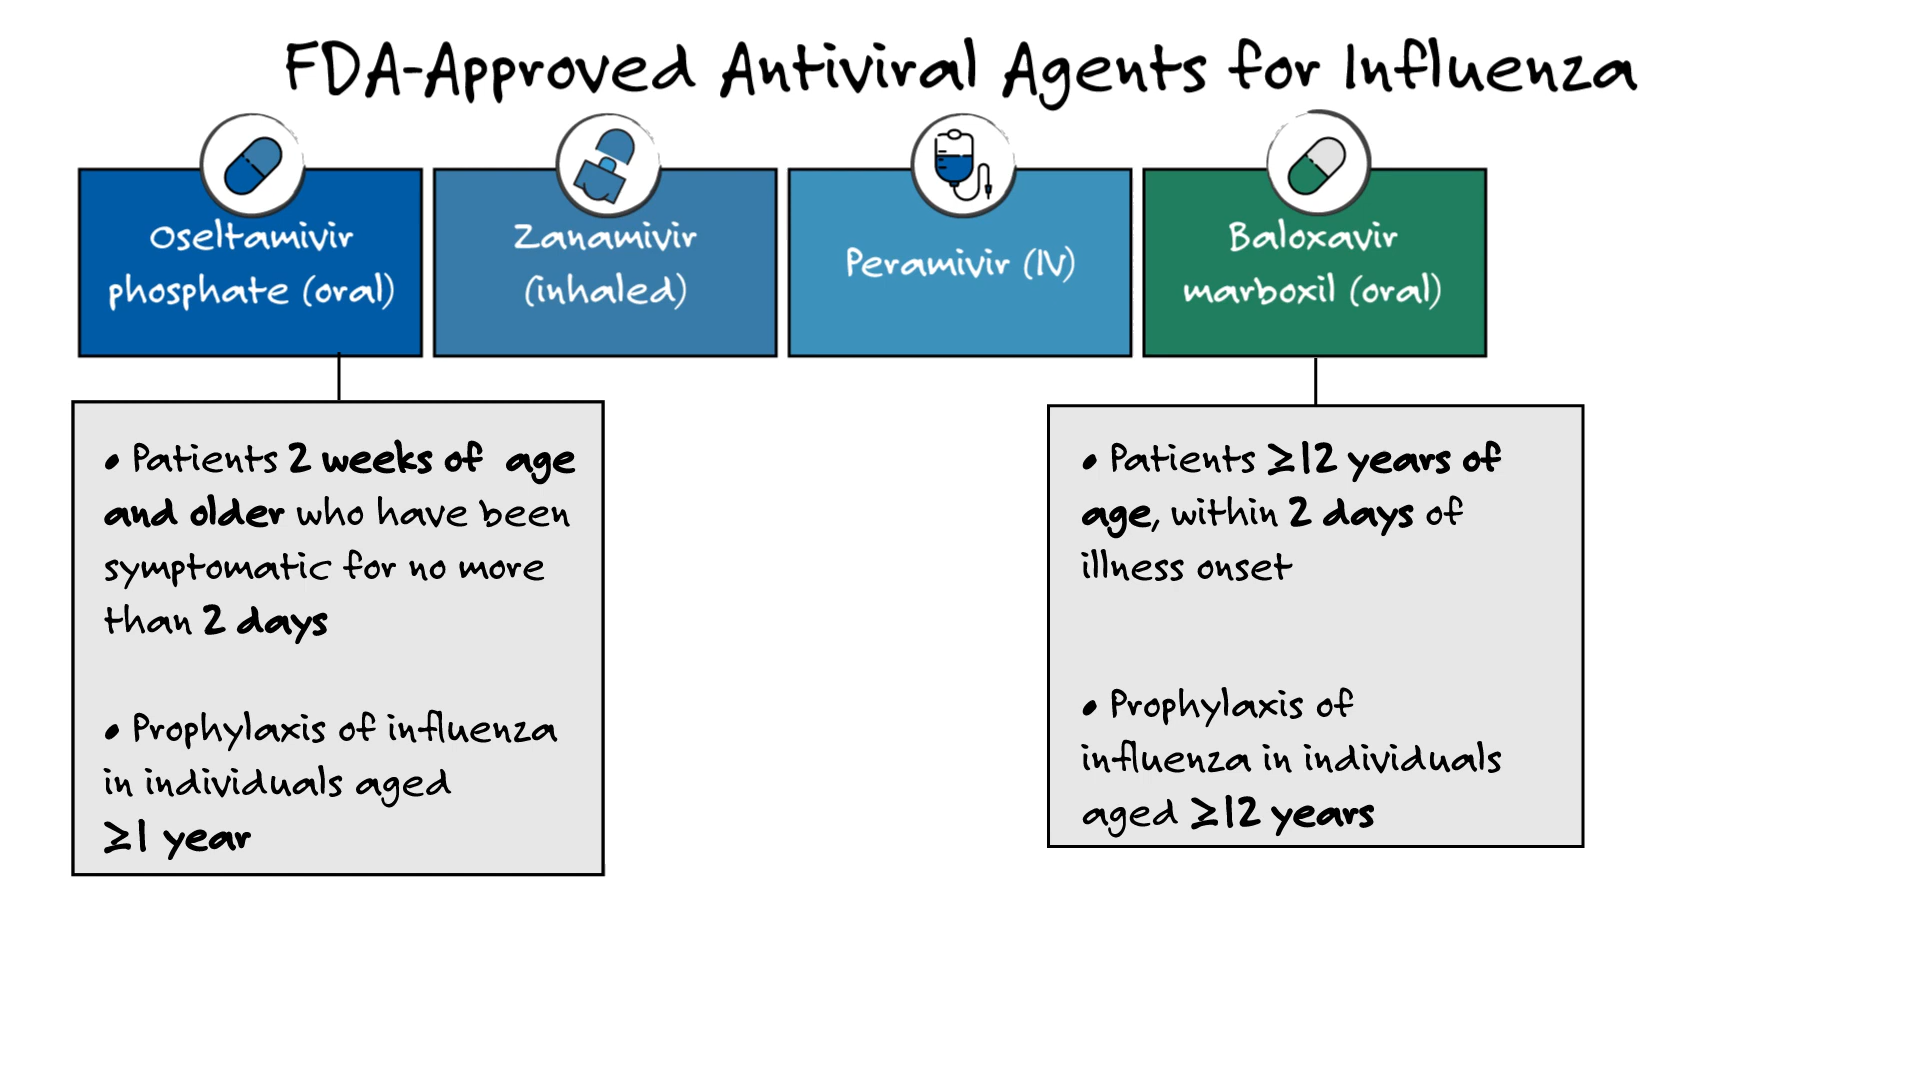 FDA-Approved Antiviral Agents for Influenza
Oseltamivir
phosphate (oral)
Zanamivir
(inhaled)
Peramivir (IV)
Baloxavir
marboxil (oral)
• Patients 2 weeks of age
and older who have been
symptomatic for no more
than 2 days
• Prophylaxis of influenza
in individuals aged
≥1 year
• Patients ≥12 years of
age, within 2 days of
illness onset
• Prophylaxis of
influenza in individuals
aged ≥12 years